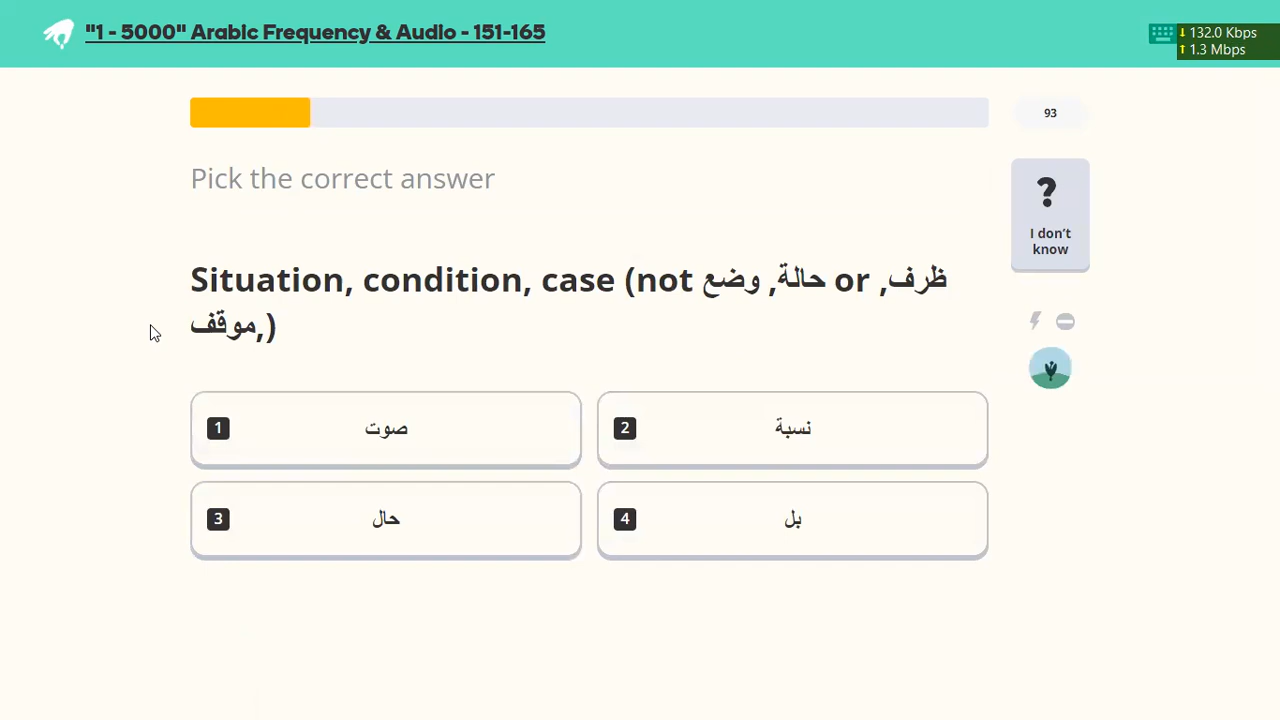 "1 - 5000" Arabic Frequency & Audio - 151-165
↓ 132.0 Kbps
↑ 1.3 Mbps
93
Pick the correct answer
?
I don't
know
Situation, condition, case (not حالة, وضع or ,ظرف
موقف,)
1 صوت
2 نسبة
3 حال
4 بل